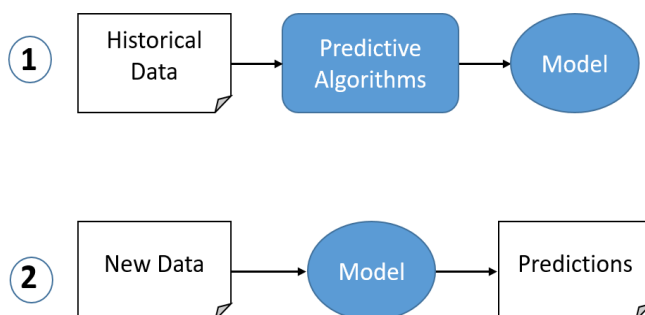 1
Historical
Data
Predictive
Algorithms
Model
2
New Data
Model
Predictions